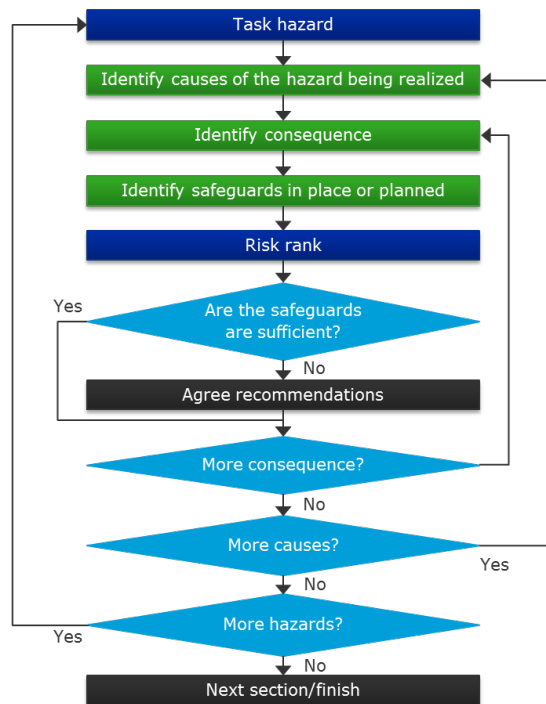 Task hazard
Identify causes of the hazard being realized
Identify consequence
Identify safeguards in place or planned
Risk rank
Yes
Are the safeguards
are sufficient?
No
Agree recommendations
More consequence?
No
More causes?
Yes
No
More hazards?
Yes
No
Next section/finish